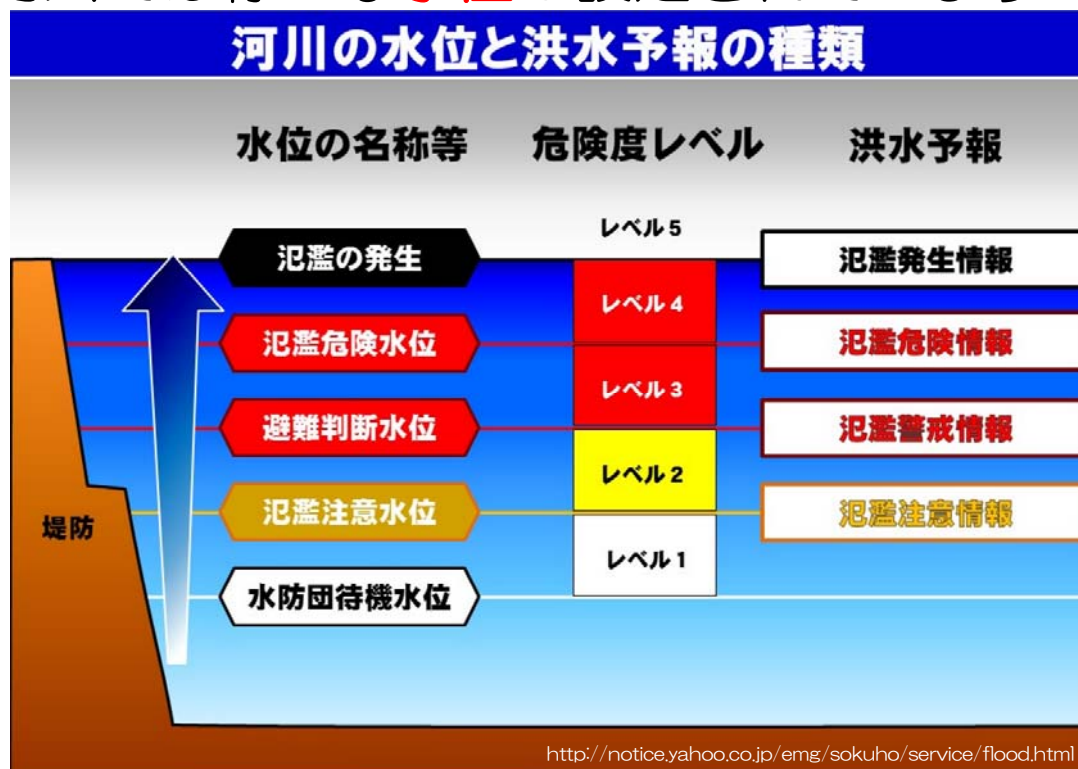 河川の水位と洪水予報の種類
水位の名称等 危険度レベル 洪水予報
レベル5
氾濫の発生 氾濫発生情報
レベル4
氾濫危険水位 氾濫危険情報
レベル3
避難判断水位 氾濫警戒情報
レベル2
氾濫注意水位 氾濫注意情報
堤防
レベル1
水防団待機水位
http://notice.yahoo.co.jp/emg/sokuho/service/flood.html